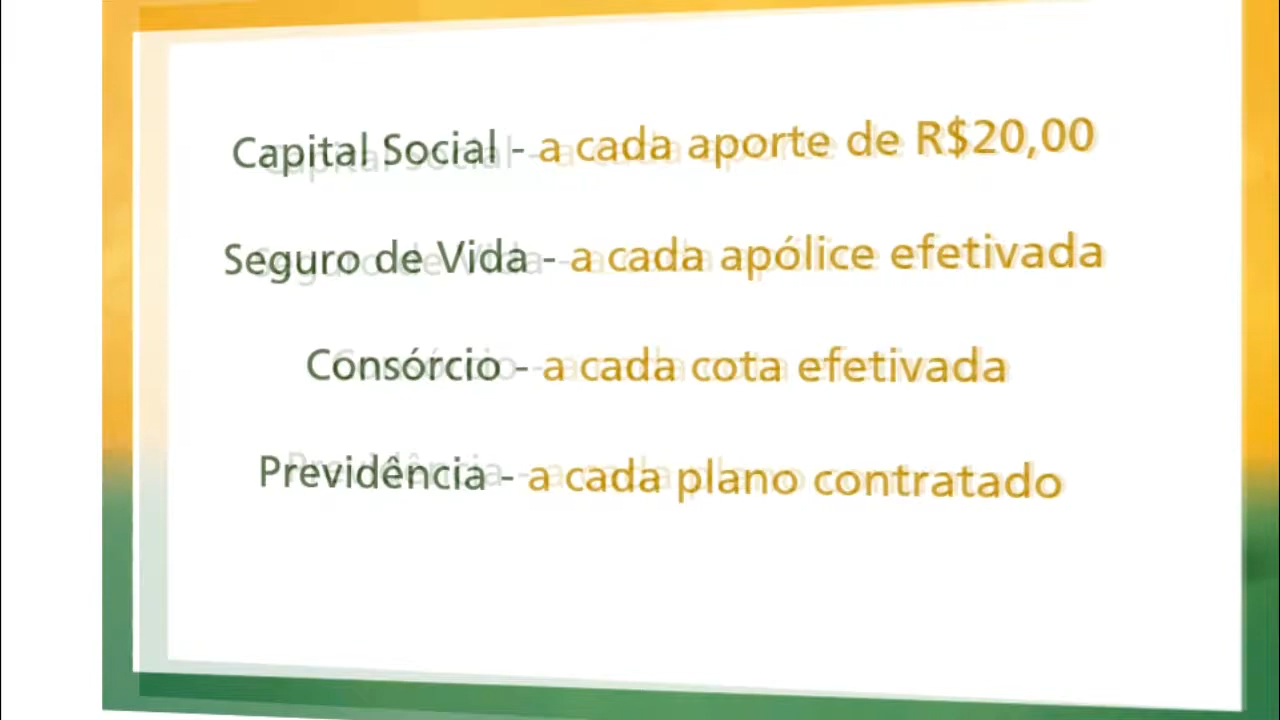 Capital Social - a cada aporte de R$20,00
Seguro de Vida - a cada apólice efetivada
Consórcio - a cada cota efetivada
Previdência - a cada plano contratado